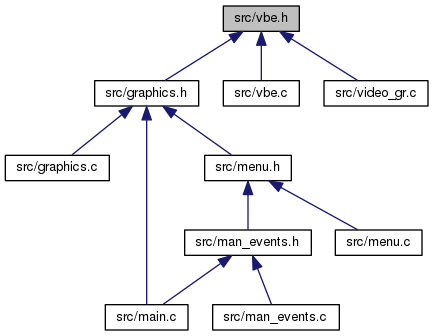 src/vbe.h
src/graphics.h
src/vbe.c
src/video_gr.c
src/graphics.c
src/menu.h
src/man_events.h
src/menu.c
src/main.c
src/man_events.c